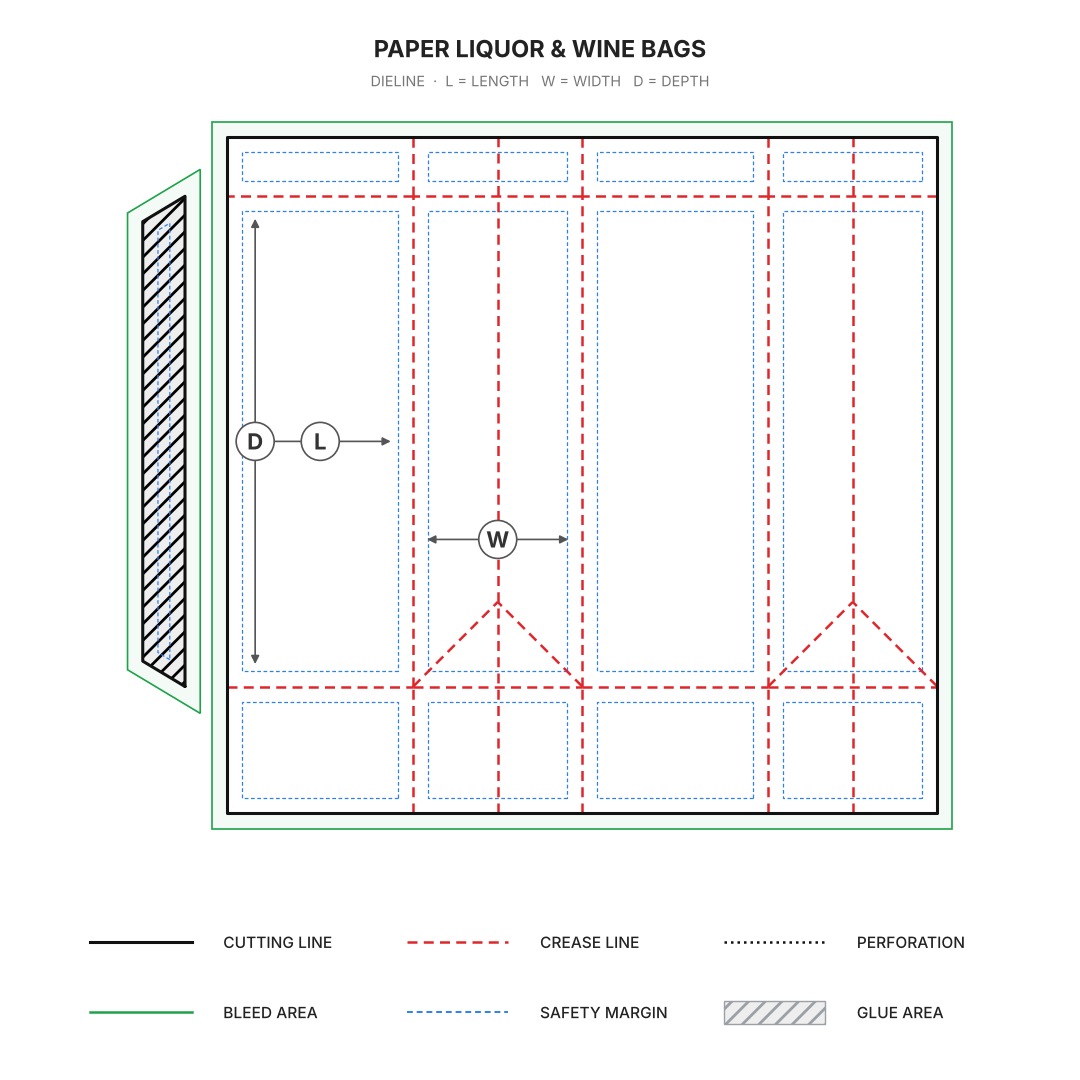 PAPER LIQUOR & WINE BAGS
DIELINE · L = LENGTH W = WIDTH D = DEPTH
D L
W
CUTTING LINE CREASE LINE PERFORATION
BLEED AREA SAFETY MARGIN GLUE AREA